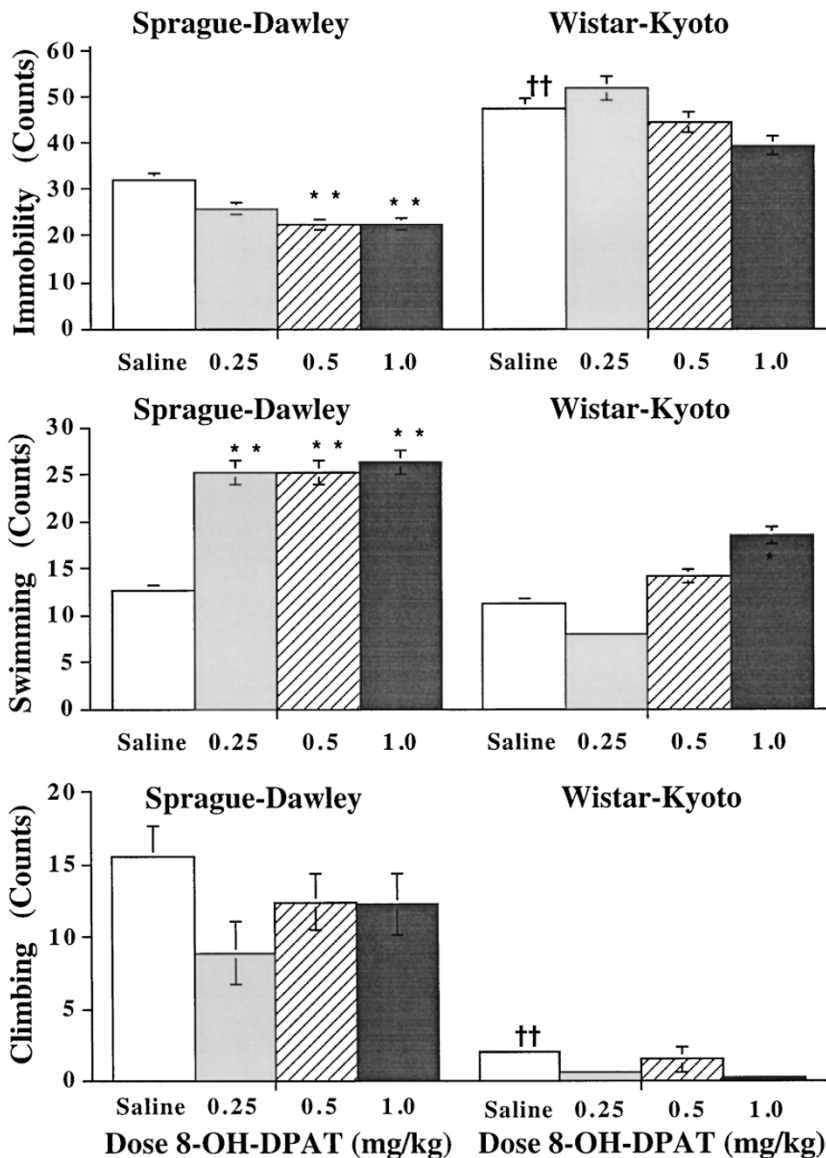 Sprague-Dawley Wistar-Kyoto
Immobility (Counts)
60
50
40
30
20
10
0
††
* * * *
Saline 0.25 0.5 1.0 Saline 0.25 0.5 1.0
Sprague-Dawley Wistar-Kyoto
Swimming (Counts)
30
25
20
15
10
5
0
* * * * * *
*
Saline 0.25 0.5 1.0 Saline 0.25 0.5 1.0
Sprague-Dawley Wistar-Kyoto
Climbing (Counts)
20
15
10
5
0
††
Saline 0.25 0.5 1.0 Saline 0.25 0.5 1.0
Dose 8-OH-DPAT (mg/kg) Dose 8-OH-DPAT (mg/kg)